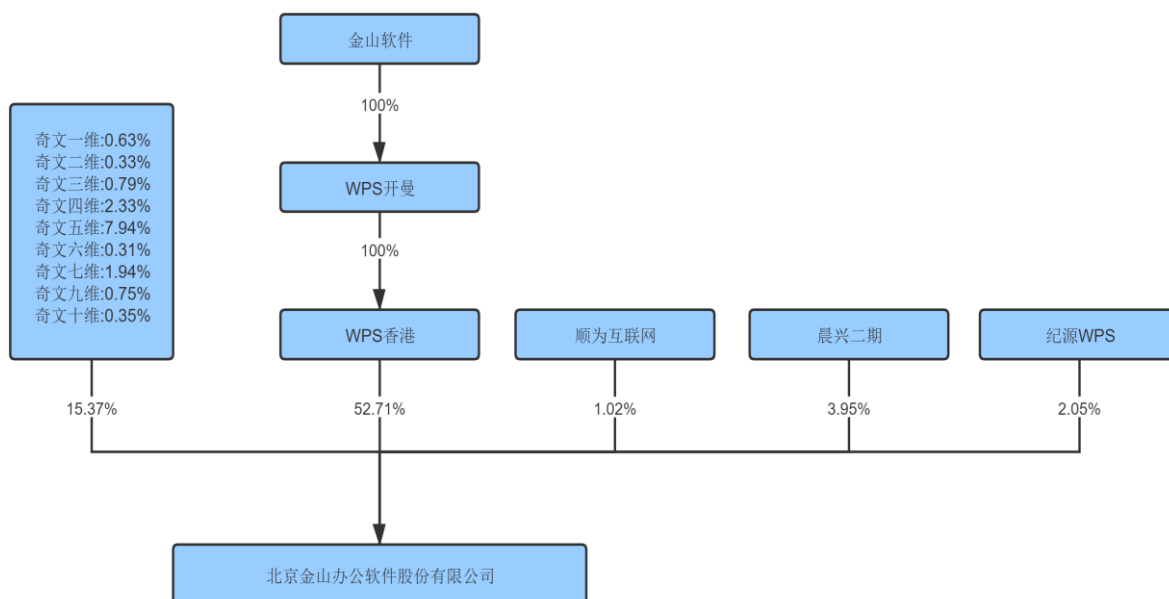 金山软件
100%
奇文一维:0.63%
奇文二维:0.33%
奇文三维:0.79%
奇文四维:2.33%
奇文五维:7.94%
奇文六维:0.31%
奇文七维:1.94%
奇文九维:0.75%
奇文十维:0.35%
WPS开曼
100%
WPS香港
顺为互联网
晨兴二期
纪源WPS
15.37%
52.71%
1.02%
3.95%
2.05%
北京金山办公软件股份有限公司